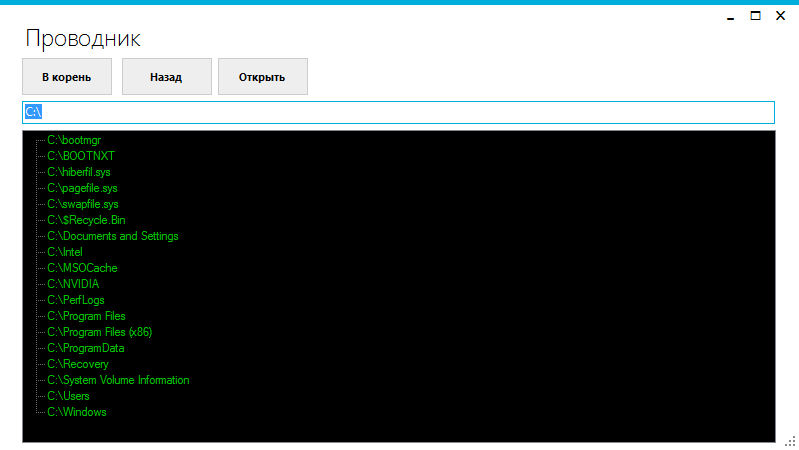 Проводник
В корень Назад Открыть
C:\
C:\bootmgr
C:\BOOTNXT
C:\hiberfil.sys
C:\pagefile.sys
C:\swapfile.sys
C:\$Recycle.Bin
C:\Documents and Settings
C:\Intel
C:\MSOCache
C:\NVIDIA
C:\PerfLogs
C:\Program Files
C:\Program Files (x86)
C:\ProgramData
C:\Recovery
C:\System Volume Information
C:\Users
C:\Windows